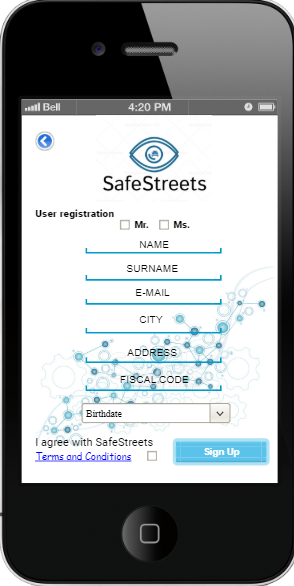 Bell 4:20 PM
SafeStreets
User registration
Mr. Ms.
NAME
SURNAME
E-MAIL
CITY
ADDRESS
FISCAL CODE
Birthdate
I agree with SafeStreets
Terms and Conditions
Sign Up